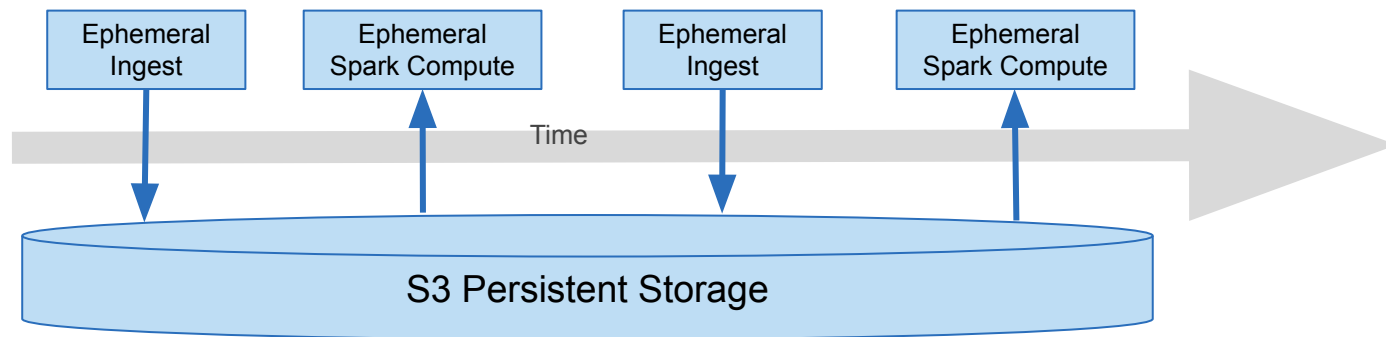 Ephemeral
Ingest
Ephemeral
Spark Compute
Ephemeral
Ingest
Ephemeral
Spark Compute
Time
S3 Persistent Storage